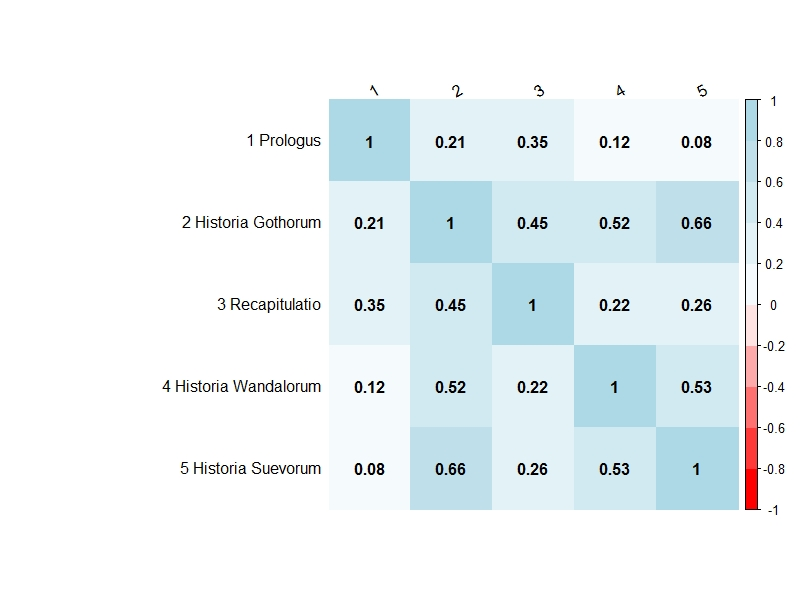 1 2 3 4 5
1 Prologus 1 0.21 0.35 0.12 0.08
2 Historia Gothorum 0.21 1 0.45 0.52 0.66
3 Recapitulatio 0.35 0.45 1 0.22 0.26
4 Historia Wandalorum 0.12 0.52 0.22 1 0.53
5 Historia Suevorum 0.08 0.66 0.26 0.53 1
1
0.8
0.6
0.4
0.2
0
-0.2
-0.4
-0.6
-0.8
-1